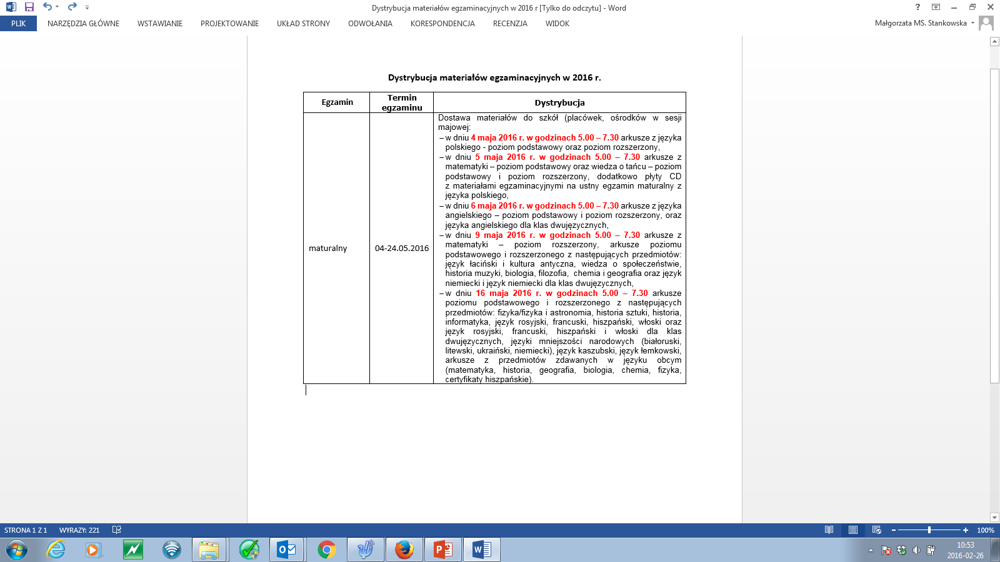 Dystrybucja materiałów egzaminacyjnych w 2016 r [Tylko do odczytu] - Word
PLIK NARZĘDZIA GŁÓWNE WSTAWIANIE PROJEKTOWANIE UKŁAD STRONY ODWOŁANIA KORESPONDENCJA RECENZJA WIDOK Małgorzata MS. Stankowska
Dystrybucja materiałów egzaminacyjnych w 2016 r.
Egzamin
Termin
egzaminu
Dystrybucja
maturalny
04-24.05.2016
Dostawa materiałów do szkół (placówek, ośrodków w sesji
majowej:
– w dniu 4 maja 2016 r. w godzinach 5.00 – 7.30 arkusze z języka
polskiego - poziom podstawowy oraz poziom rozszerzony,
– w dniu 5 maja 2016 r. w godzinach 5.00 – 7.30 arkusze z
matematyki – poziom podstawowy oraz wiedza o tańcu – poziom
podstawowy i poziom rozszerzony, dodatkowo płyty CD
z materiałami egzaminacyjnymi na ustny egzamin maturalny z
języka polskiego,
– w dniu 6 maja 2016 r. w godzinach 5.00 – 7.30 arkusze z języka
angielskiego – poziom podstawowy i poziom rozszerzony, oraz
języka angielskiego dla klas dwujęzycznych,
– w dniu 9 maja 2016 r. w godzinach 5.00 – 7.30 arkusze z
matematyki – poziom rozszerzony, arkusze poziomu
podstawowego i rozszerzonego z następujących przedmiotów:
język łaciński i kultura antyczna, wiedza o społeczeństwie,
historia muzyki, biologia, filozofia, chemia i geografia oraz język
niemiecki i język niemiecki dla klas dwujęzycznych,
– w dniu 16 maja 2016 r. w godzinach 5.00 – 7.30 arkusze
poziomu podstawowego i rozszerzonego z następujących
przedmiotów: fizyka/fizyka i astronomia, historia sztuki, historia,
informatyka, język rosyjski, francuski, hiszpański, włoski oraz
język rosyjski, francuski, hiszpański i włoski dla klas
dwujęzycznych, języki mniejszości narodowych (białoruski,
litewski, ukraiński, niemiecki), język kaszubski, język łemkowski,
arkusze z przedmiotów zdawanych w języku obcym
(matematyka, historia, geografia, biologia, chemia, fizyka,
certyfikaty hiszpańskie).
STRONA 1 Z 1 WYRAZY: 221 100%
10:53
2016-02-26